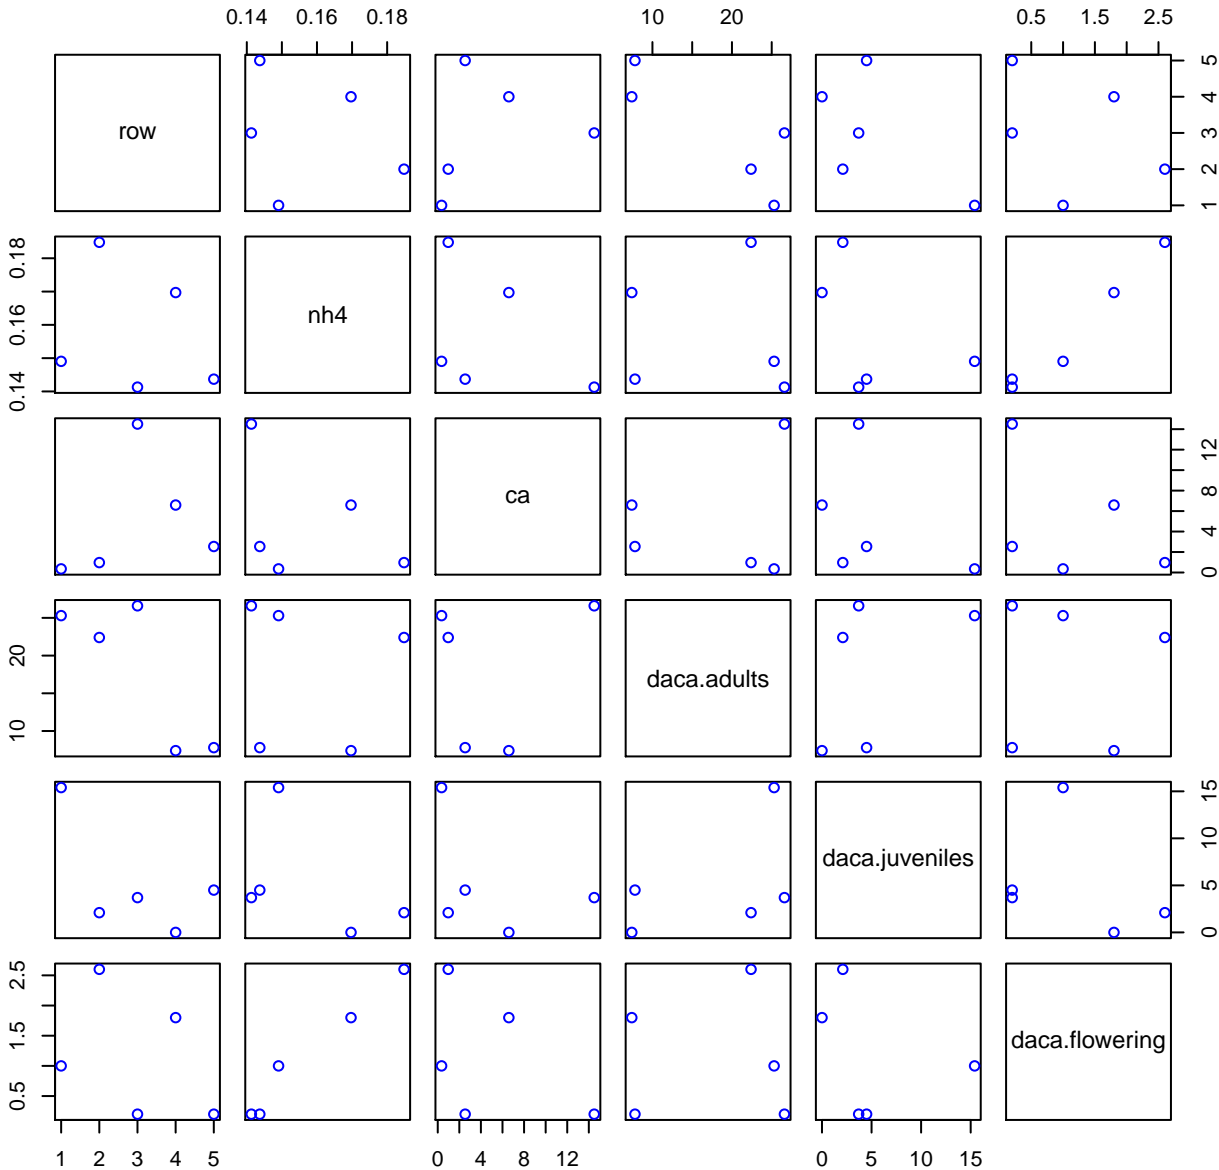 0.14 0.16 0.18 10 20 0.5 1.5 2.5
row 1 2 3 4 5
0.14 0.16 0.18 nh4
ca 0 4 8 12
10 20 daca.adults
daca.juveniles 0 5 10 15
0.5 1.5 2.5 daca.flowering
1 2 3 4 5 0 4 8 12 0 5 10 15